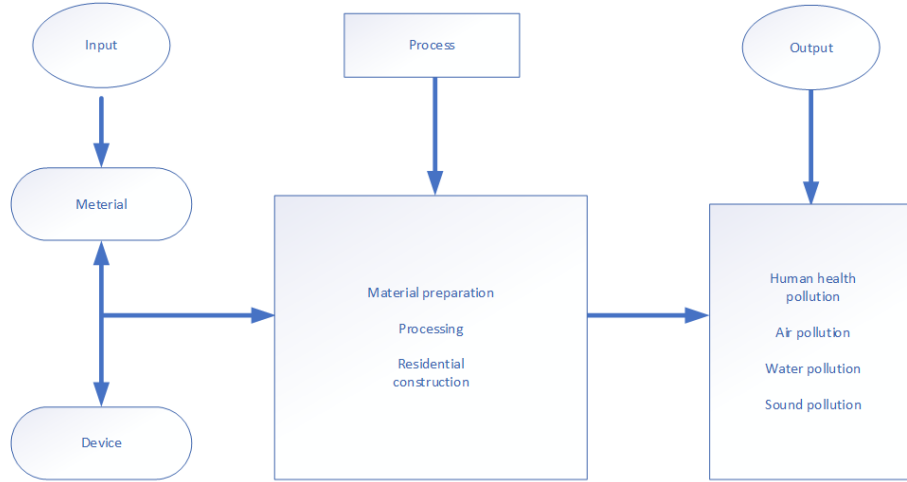 Input
Process
Output
Meterial
Device
Material preparation
Processing
Residential
construction
Human health
pollution
Air pollution
Water pollution
Sound pollution